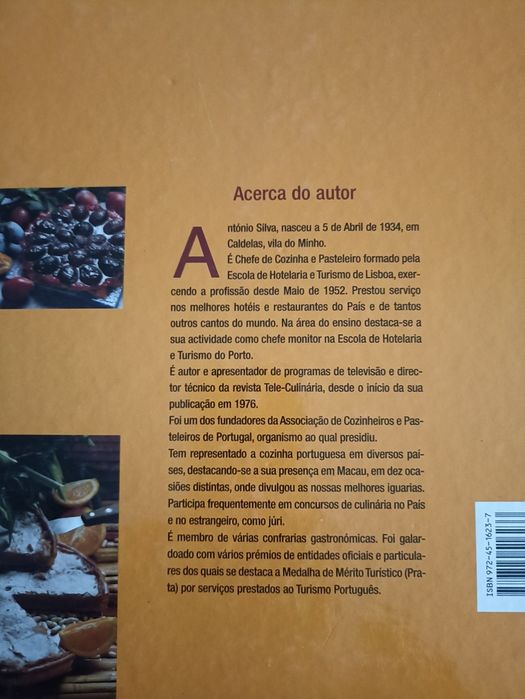 Acerca do autor
António Silva, nasceu a 5 de Abril de 1934, em
Caldelas, vila do Minho.
É Chefe de Cozinha e Pasteleiro formado pela
Escola de Hotelaria e Turismo de Lisboa, exer-
cendo a profissão desde Maio de 1952. Prestou serviço
nos melhores hotéis e restaurantes do País e de tantos
outros cantos do mundo. Na área do ensino destaca-se a
sua actividade como chefe monitor na Escola de Hotelaria
e Turismo do Porto.
É autor e apresentador de programas de televisão e direc-
tor técnico da revista Tele-Culinária, desde o início da sua
publicação em 1976.
Foi um dos fundadores da Associação de Cozinheiros e Pas-
teleiros de Portugal, organismo ao qual presidiu.
Tem representado a cozinha portuguesa em diversos paí-
ses, destacando-se a sua presença em Macau, em dez oca-
siões distintas, onde divulgou as nossas melhores iguarias.
Participa frequentemente em concursos de culinária no País
e no estrangeiro, como júri.
É membro de várias confrarias gastronómicas. Foi galar-
doado com vários prémios de entidades oficiais e particula-
res dos quais se destaca a Medalha de Mérito Turístico (Pra-
ta) por serviços prestados ao Turismo Português.
ISBN 972-45-1623-7